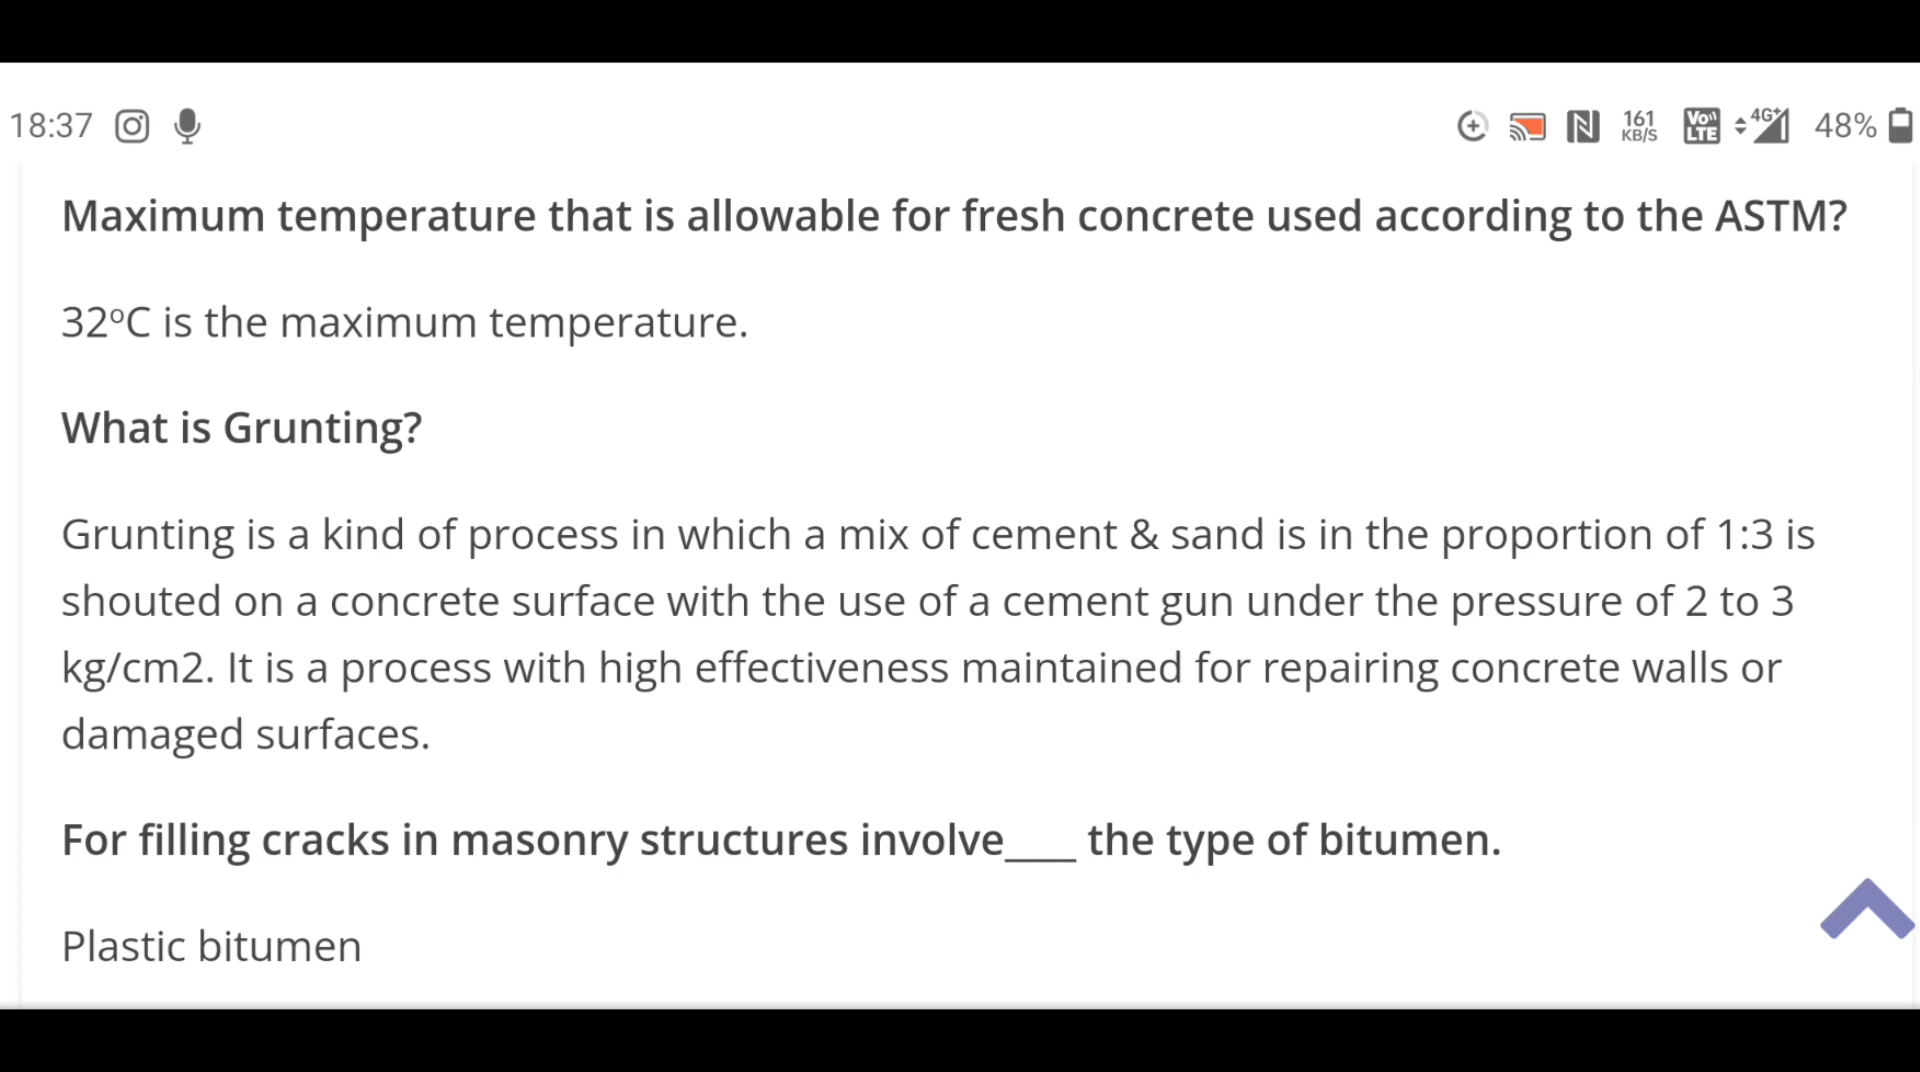 18:37 161 KB/S VoLTE 4G+ 48%
Maximum temperature that is allowable for fresh concrete used according to the ASTM?
32ºC is the maximum temperature.
What is Grunting?
Grunting is a kind of process in which a mix of cement & sand is in the proportion of 1:3 is
shouted on a concrete surface with the use of a cement gun under the pressure of 2 to 3
kg/cm2. It is a process with high effectiveness maintained for repairing concrete walls or
damaged surfaces.
For filling cracks in masonry structures involve____ the type of bitumen.
Plastic bitumen